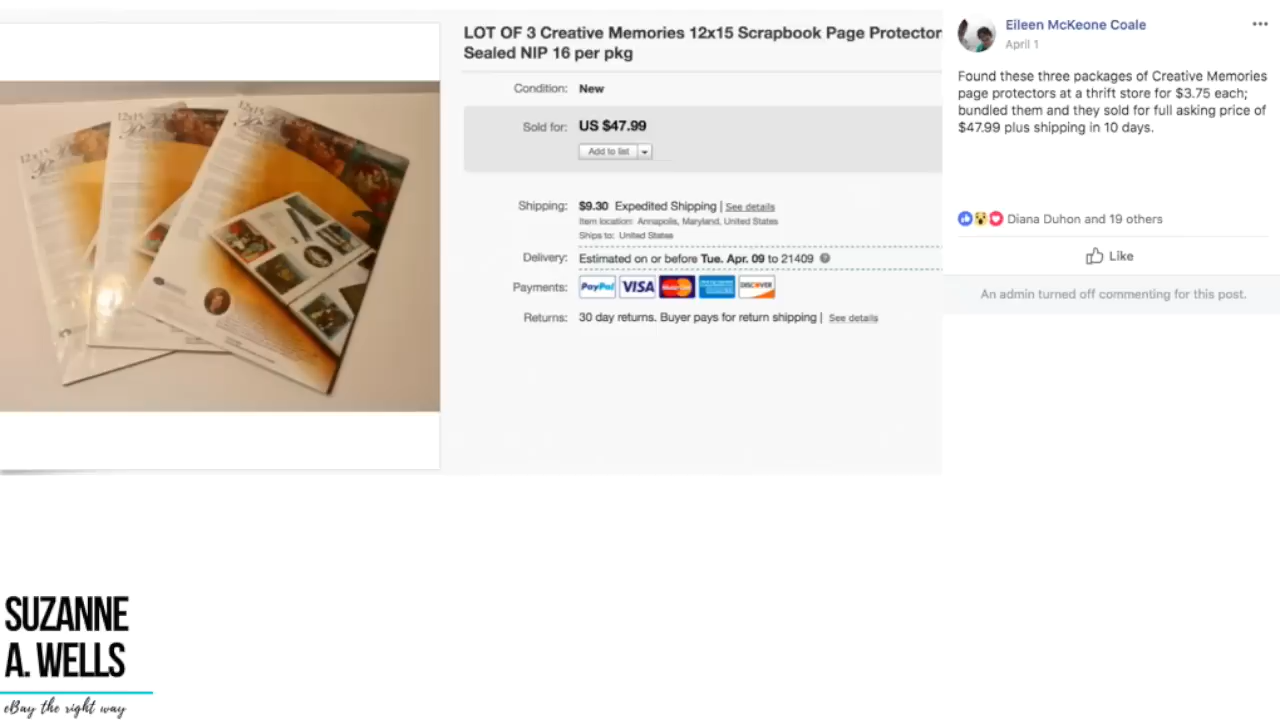 LOT OF 3 Creative Memories 12x15 Scrapbook Page Protector
Sealed NIP 16 per pkg
Condition: New
Sold for: US $47.99
Add to list
Shipping: $9.30 Expedited Shipping | See details
Item location: Annapolis, Maryland, United States
Ships to: United States
Delivery: Estimated on or before Tue. Apr. 09 to 21409
Payments: PayPal VISA MasterCard DISCOVER
Returns: 30 day returns. Buyer pays for return shipping | See details
12x15
12x15
12x15
Eileen McKeone Coale
April 1
Found these three packages of Creative Memories
page protectors at a thrift store for $3.75 each;
bundled them and they sold for full asking price of
$47.99 plus shipping in 10 days.
Diana Duhon and 19 others
Like
An admin turned off commenting for this post.
SUZANNE
A. WELLS
eBay the right way